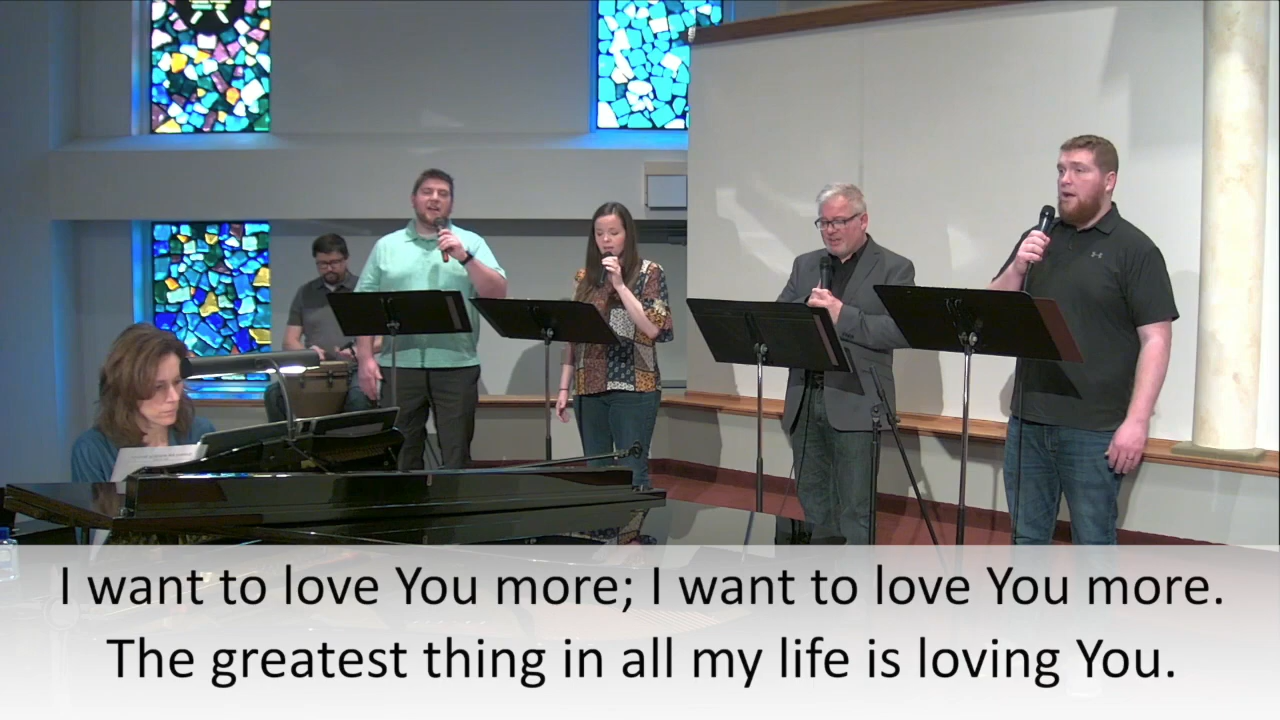 I want to love You more; I want to love You more.
The greatest thing in all my life is loving You.